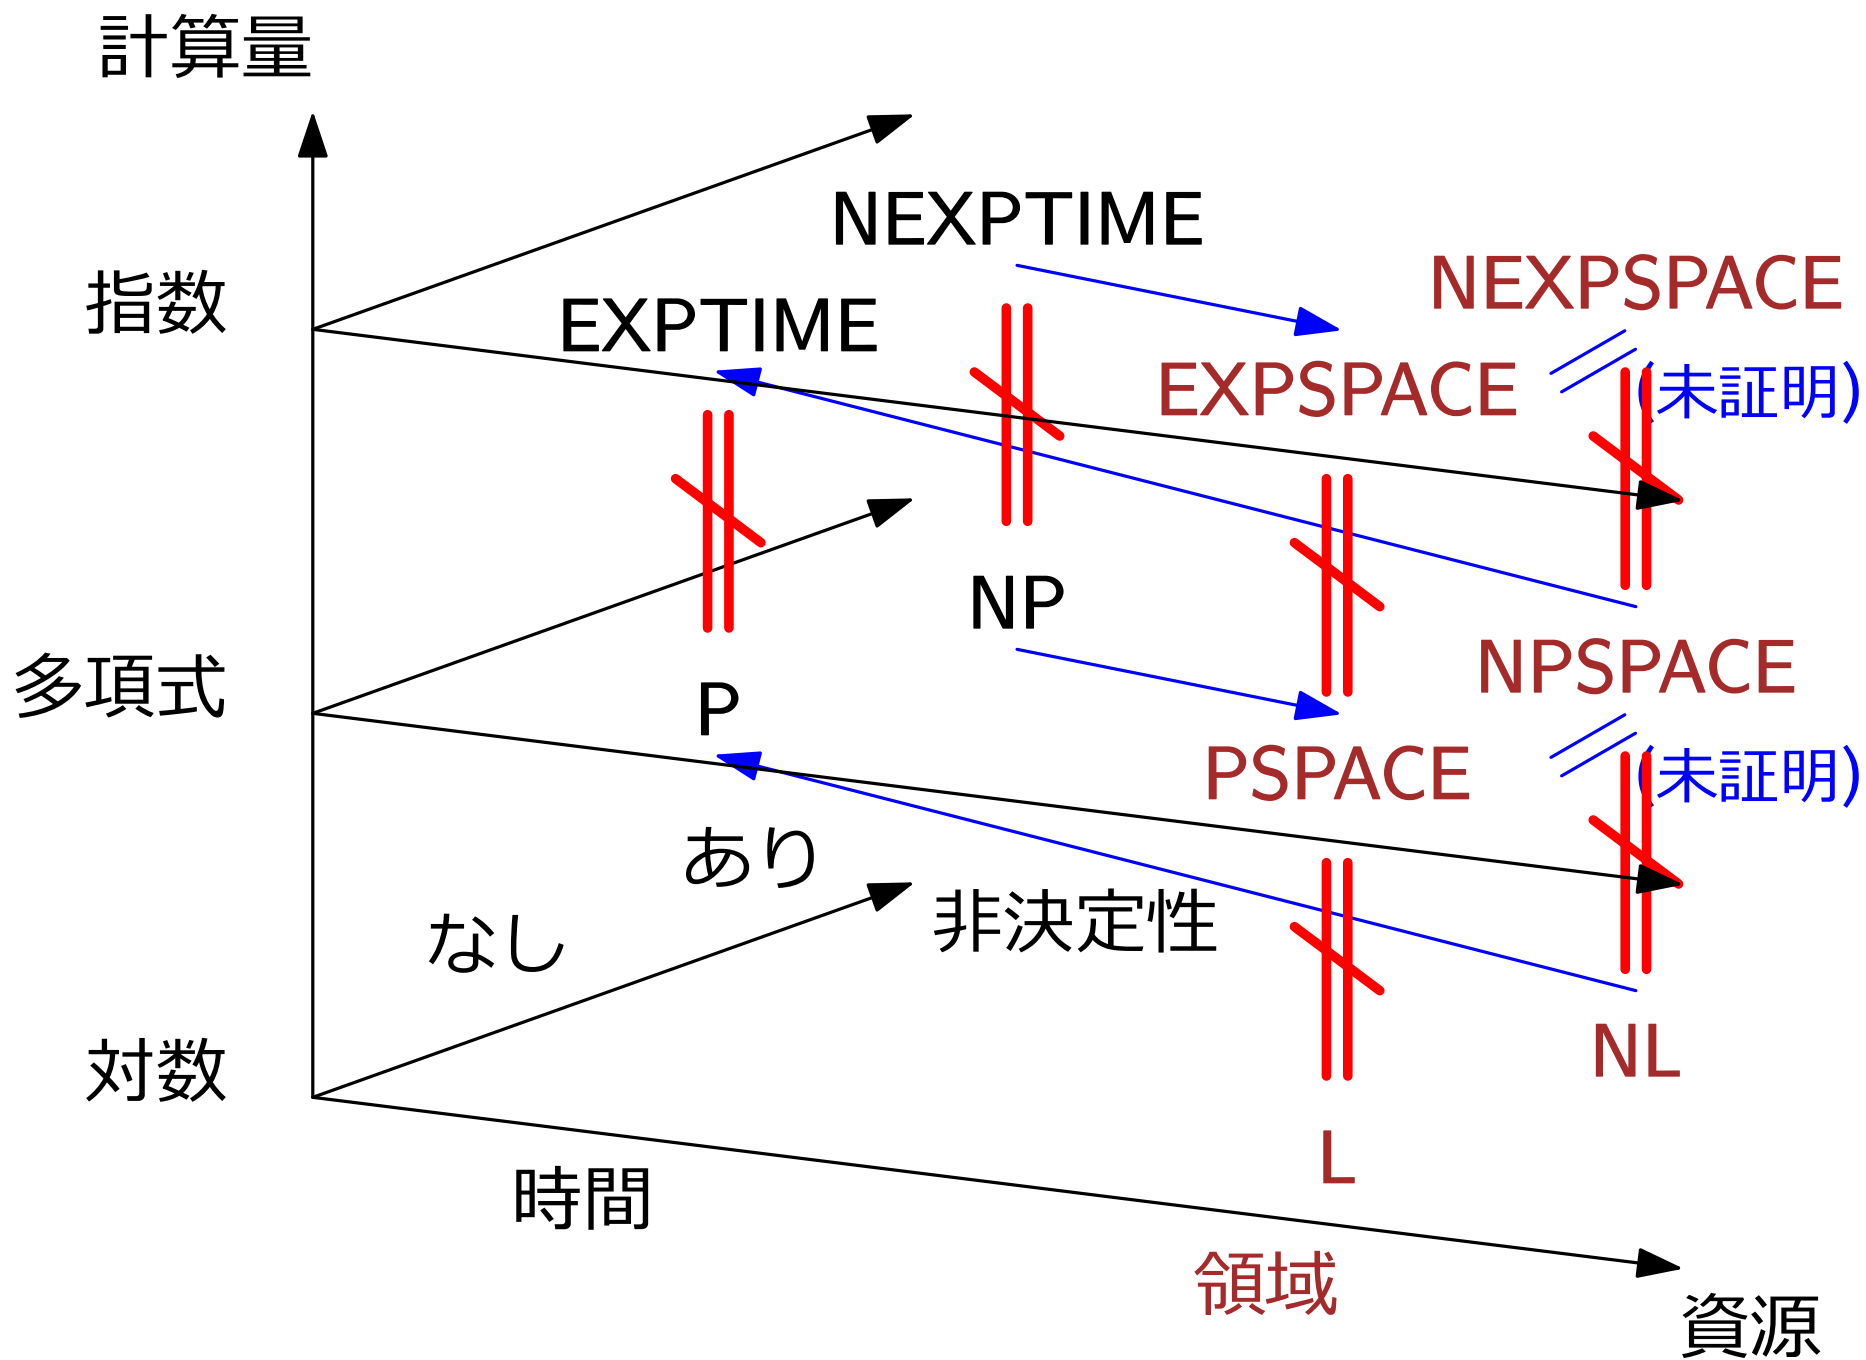 計算量
NEXPTIME
NEXPSPACE
指数
EXPTIME
EXPSPACE
(未証明)
NP
多項式
NPSPACE
P
PSPACE
(未証明)
あり
なし
非決定性
対数
NL
L
時間
領域
資源